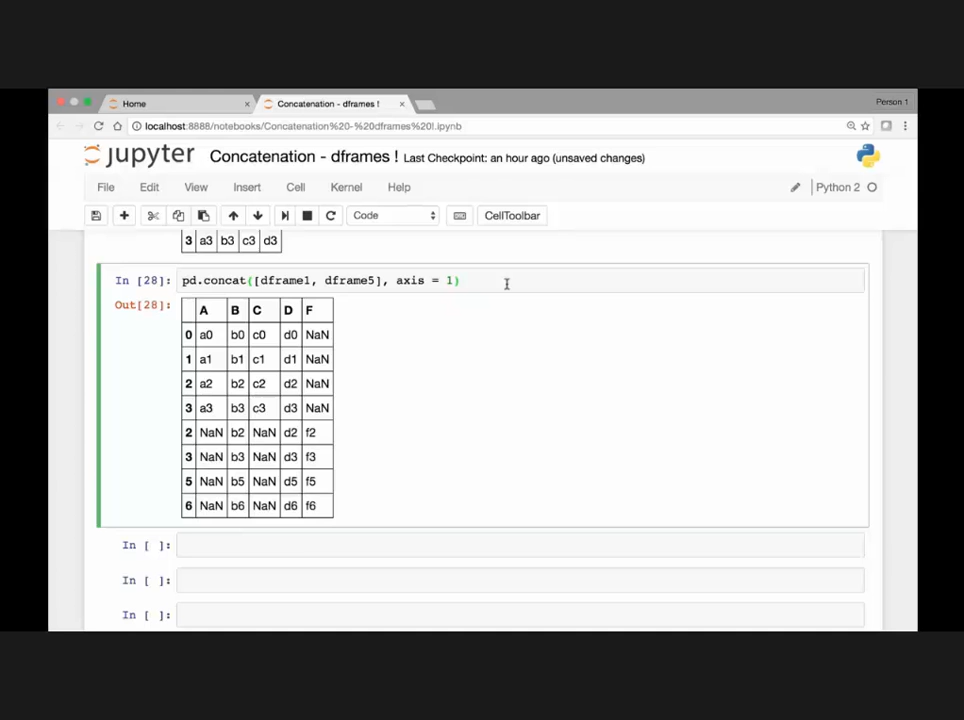 Home × Concatenation - dframes ! × Person 1
localhost:8888/notebooks/Concatenation%20-%20dframes%20!.ipynb
jupyter Concatenation - dframes ! Last Checkpoint: an hour ago (unsaved changes)
File Edit View Insert Cell Kernel Help Python 2
Code CellToolbar
3 a3 b3 c3 d3
In [28]: pd.concat([dframe1, dframe5], axis = 1)
Out[28]:
A B C D F
0 a0 b0 c0 d0 NaN
1 a1 b1 c1 d1 NaN
2 a2 b2 c2 d2 NaN
3 a3 b3 c3 d3 NaN
2 NaN b2 NaN d2 f2
3 NaN b3 NaN d3 f3
5 NaN b5 NaN d5 f5
6 NaN b6 NaN d6 f6
In [ ]:
In [ ]:
In [ ]: